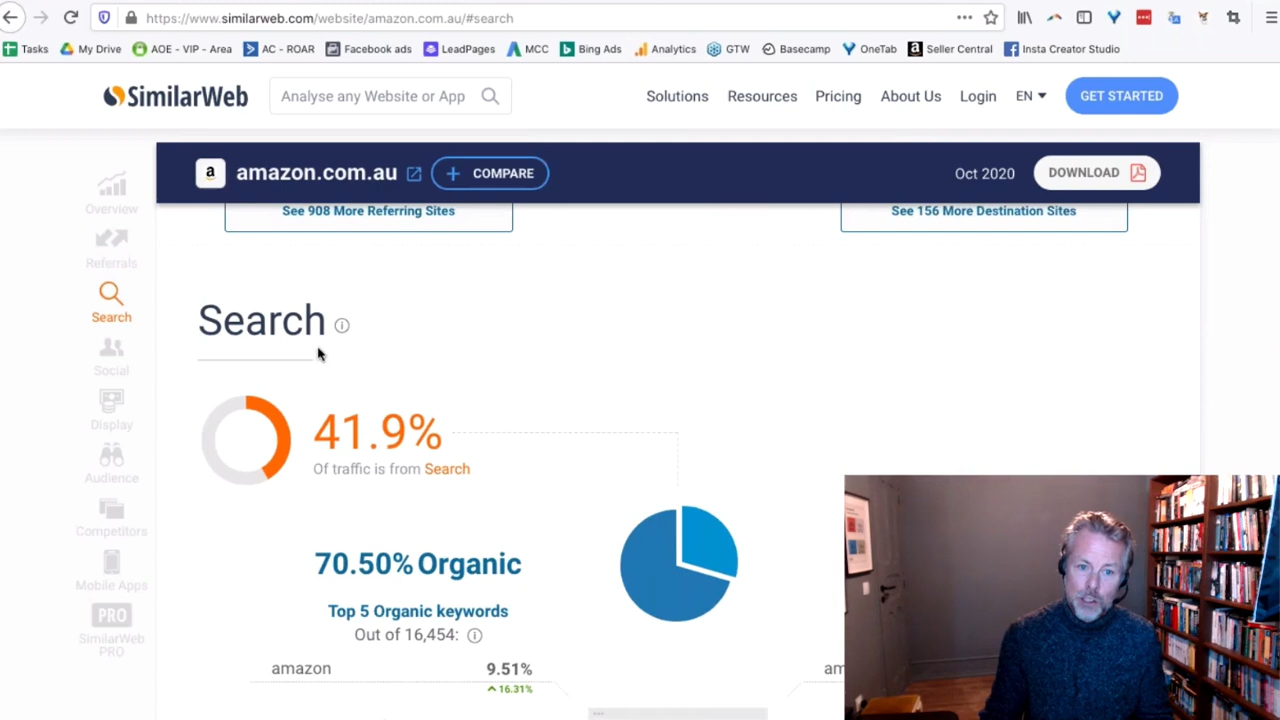 https://www.similarweb.com/website/amazon.com.au/#search
Tasks My Drive AOE - VIP - Area AC - ROAR Facebook ads LeadPages MCC Bing Ads Analytics GTW Basecamp OneTab Seller Central Insta Creator Studio
SimilarWeb Analyse any Website or App Solutions Resources Pricing About Us Login EN GET STARTED
amazon.com.au COMPARE Oct 2020 DOWNLOAD
Overview
Referrals
Search
Social
Display
Audience
Competitors
Mobile Apps
PRO
SimilarWeb
PRO
See 908 More Referring Sites See 156 More Destination Sites
Search
41.9%
Of traffic is from Search
70.50% Organic
Top 5 Organic keywords
Out of 16,454:
amazon 9.51% am
16.31%